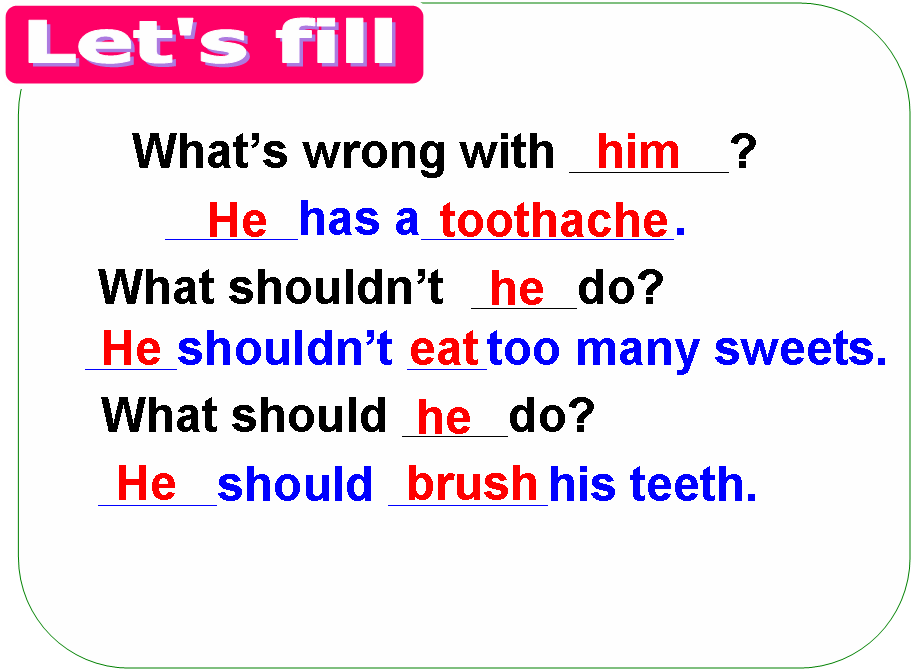 Let's fill
What’s wrong with him ?
He has a toothache.
What shouldn’t he do?
He shouldn’t eat too many sweets.
What should he do?
He should brush his teeth.